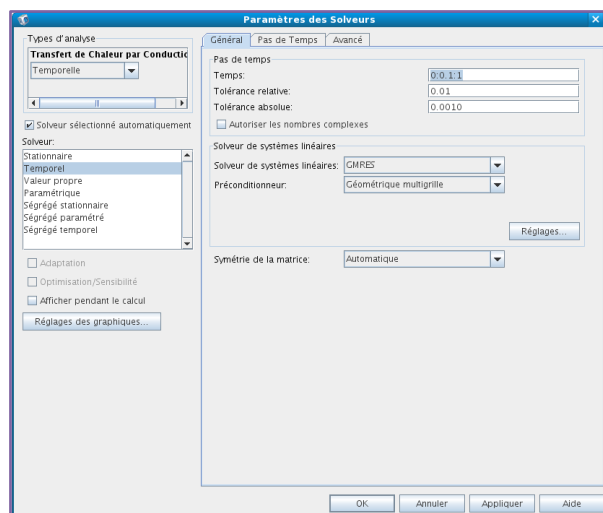 Paramètres des Solveurs
Types d'analyse
Transfert de Chaleur par Conductic
Temporelle
Solveur sélectionné automatiquement
Solveur:
Stationnaire
Temporel
Valeur propre
Paramétrique
Ségrégé stationnaire
Ségrégé paramétré
Ségrégé temporel
Adaptation
Optimisation/Sensibilité
Afficher pendant le calcul
Réglages des graphiques...
Général Pas de Temps Avancé
Pas de temps
Temps: 0:0.1:1
Tolérance relative: 0.01
Tolérance absolue: 0.0010
Autoriser les nombres complexes
Solveur de systèmes linéaires
Solveur de systèmes linéaires: GMRES
Préconditionneur: Géométrique multigrille
Réglages...
Symétrie de la matrice: Automatique
OK Annuler Appliquer Aide